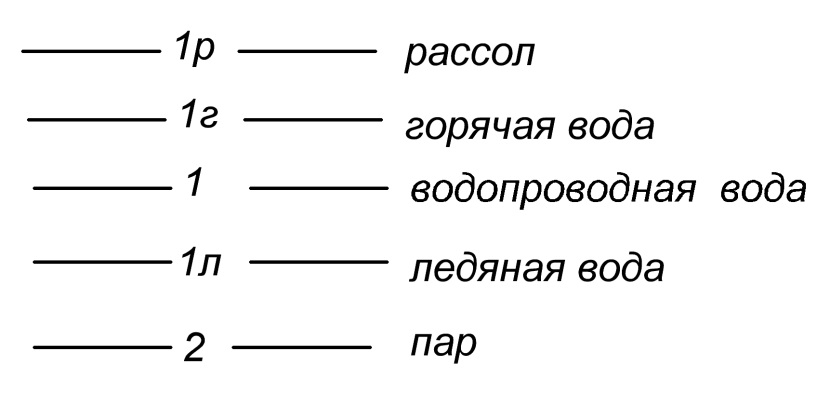 1р рассол
1г горячая вода
1 водопроводная вода
1л ледяная вода
2 пар